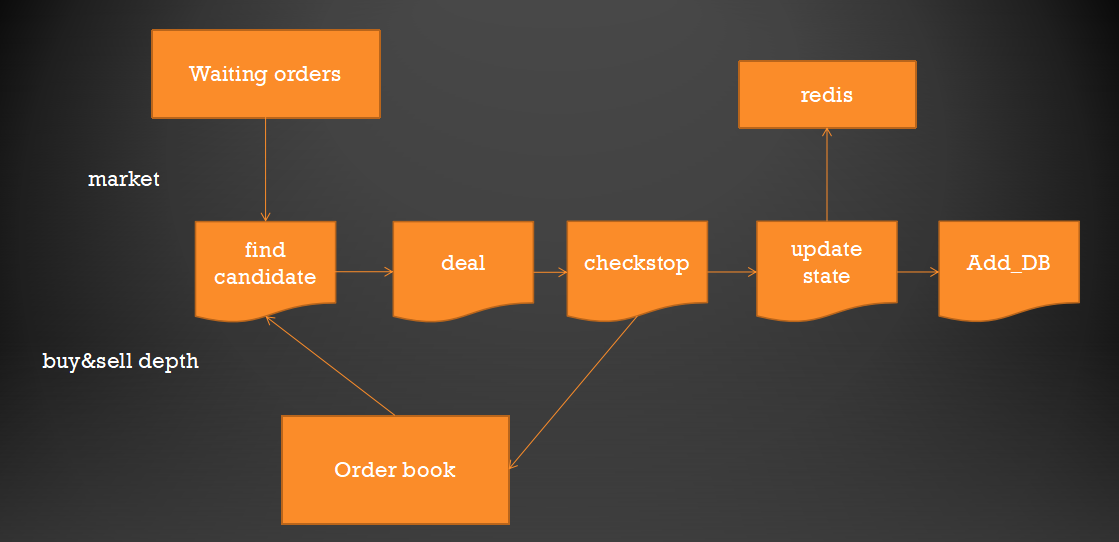 Waiting orders
redis
market
find
candidate
deal
checkstop
update
state
Add_DB
buy&sell depth
Order book